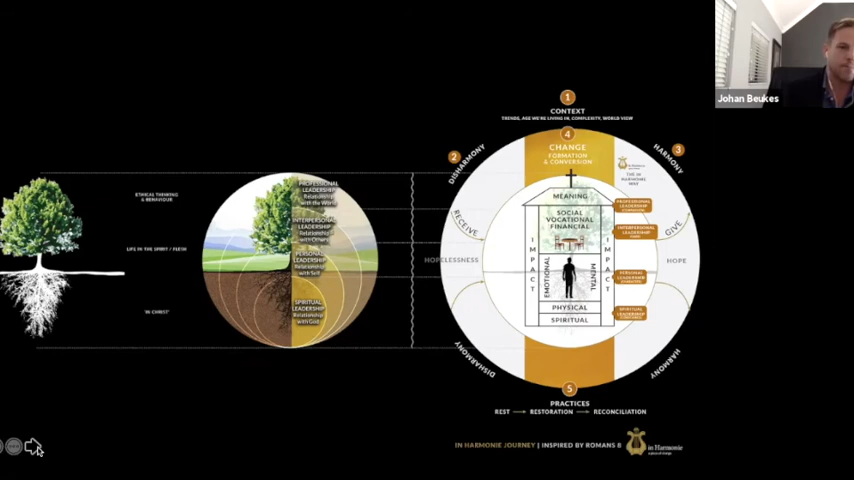 Johan Beukes
ETHICAL THINKING
& BEHAVIOUR
LIFE IN THE SPIRIT / FLESH
'IN CHRIST'
PROFESSIONAL
LEADERSHIP
Relationship
with the World
INTERPERSONAL
LEADERSHIP
Relationship
with Others
PERSONAL
LEADERSHIP
Relationship
with Self
SPIRITUAL
LEADERSHIP
Relationship
with God
1
CONTEXT
TRENDS, AGE WE'RE LIVING IN, COMPLEXITY, WORLD VIEW
2
DISHARMONY
3
HARMONY
4
CHANGE
FORMATION
& CONVERSION
THE IN
HARMONIE
WAY
MEANING
SOCIAL
VOCATIONAL
FINANCIAL
IMPACT
IMPACT
EMOTIONAL
MENTAL
PHYSICAL
SPIRITUAL
PROFESSIONAL
LEADERSHIP
INTERPERSONAL
LEADERSHIP
PERSONAL
LEADERSHIP
SPIRITUAL
LEADERSHIP
RECEIVE
GIVE
HOPELESSNESS
HOPE
DISHARMONY
HARMONY
5
PRACTICES
REST → RESTORATION → RECONCILIATION
IN HARMONIE JOURNEY | INSPIRED BY ROMANS 8
in Harmonie